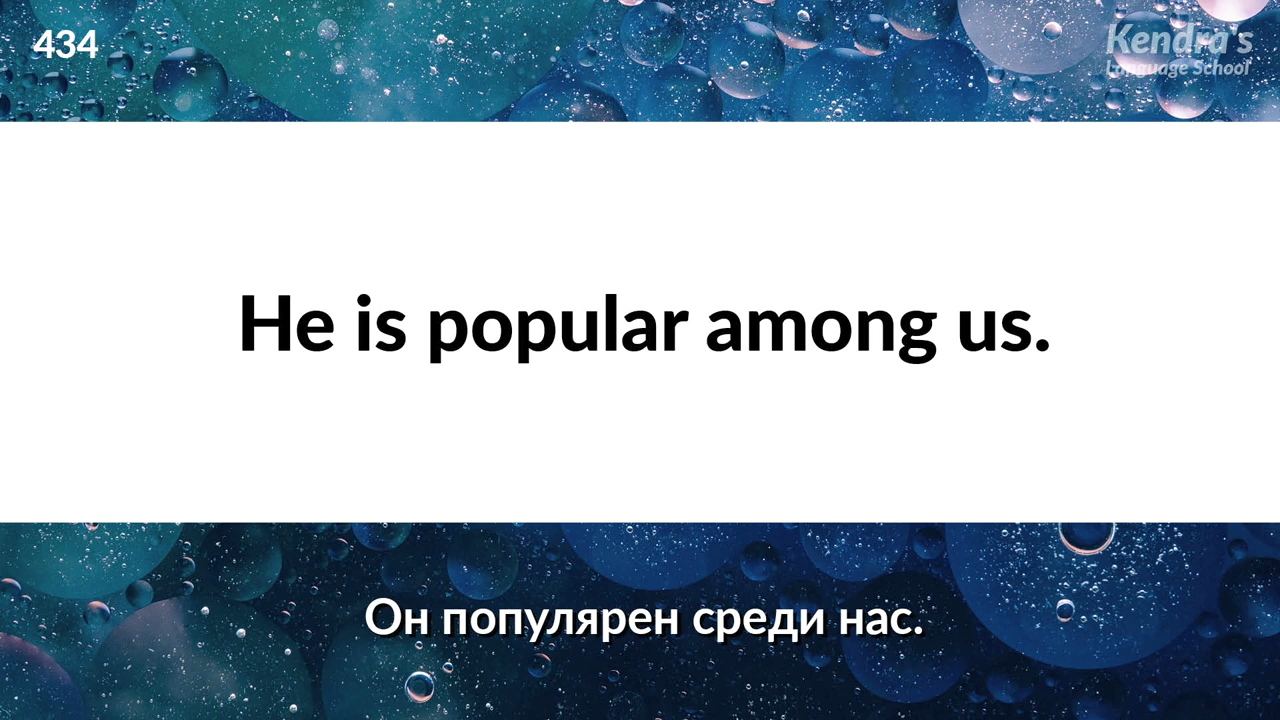 434
Kendra's
Language School
He is popular among us.
Он популярен среди нас.